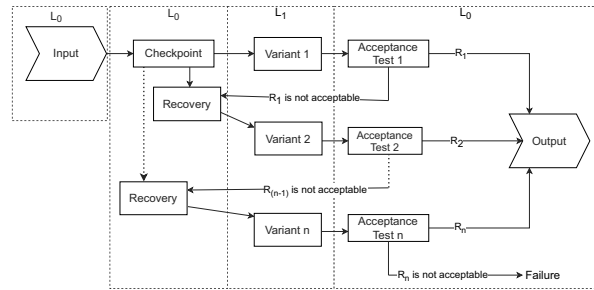 L0
L0
L1
L0
Input
Checkpoint
Variant 1
Acceptance
Test 1
R1
Recovery
R1 is not acceptable
Variant 2
Acceptance
Test 2
R2
Output
Recovery
R(n-1) is not acceptable
Variant n
Acceptance
Test n
Rn
Rn is not acceptable
Failure